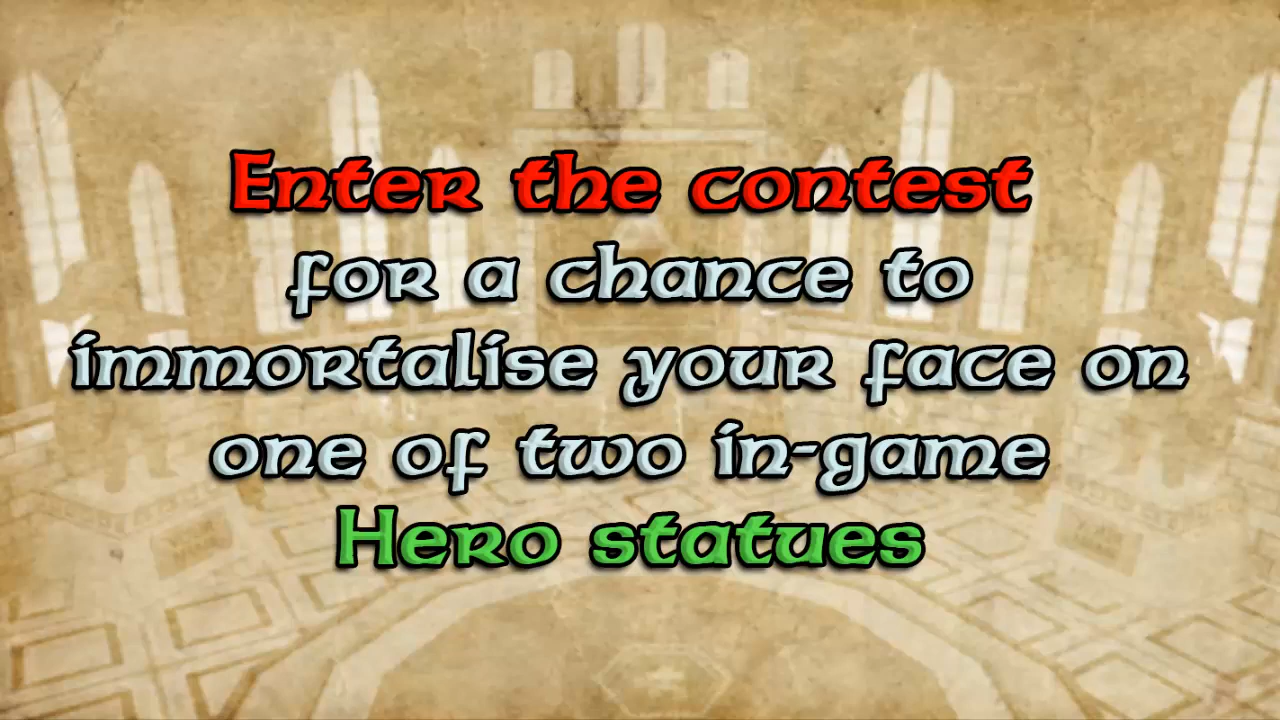 Enter the contest
for a chance to
immortalise your face on
one of two in-game
Hero statues